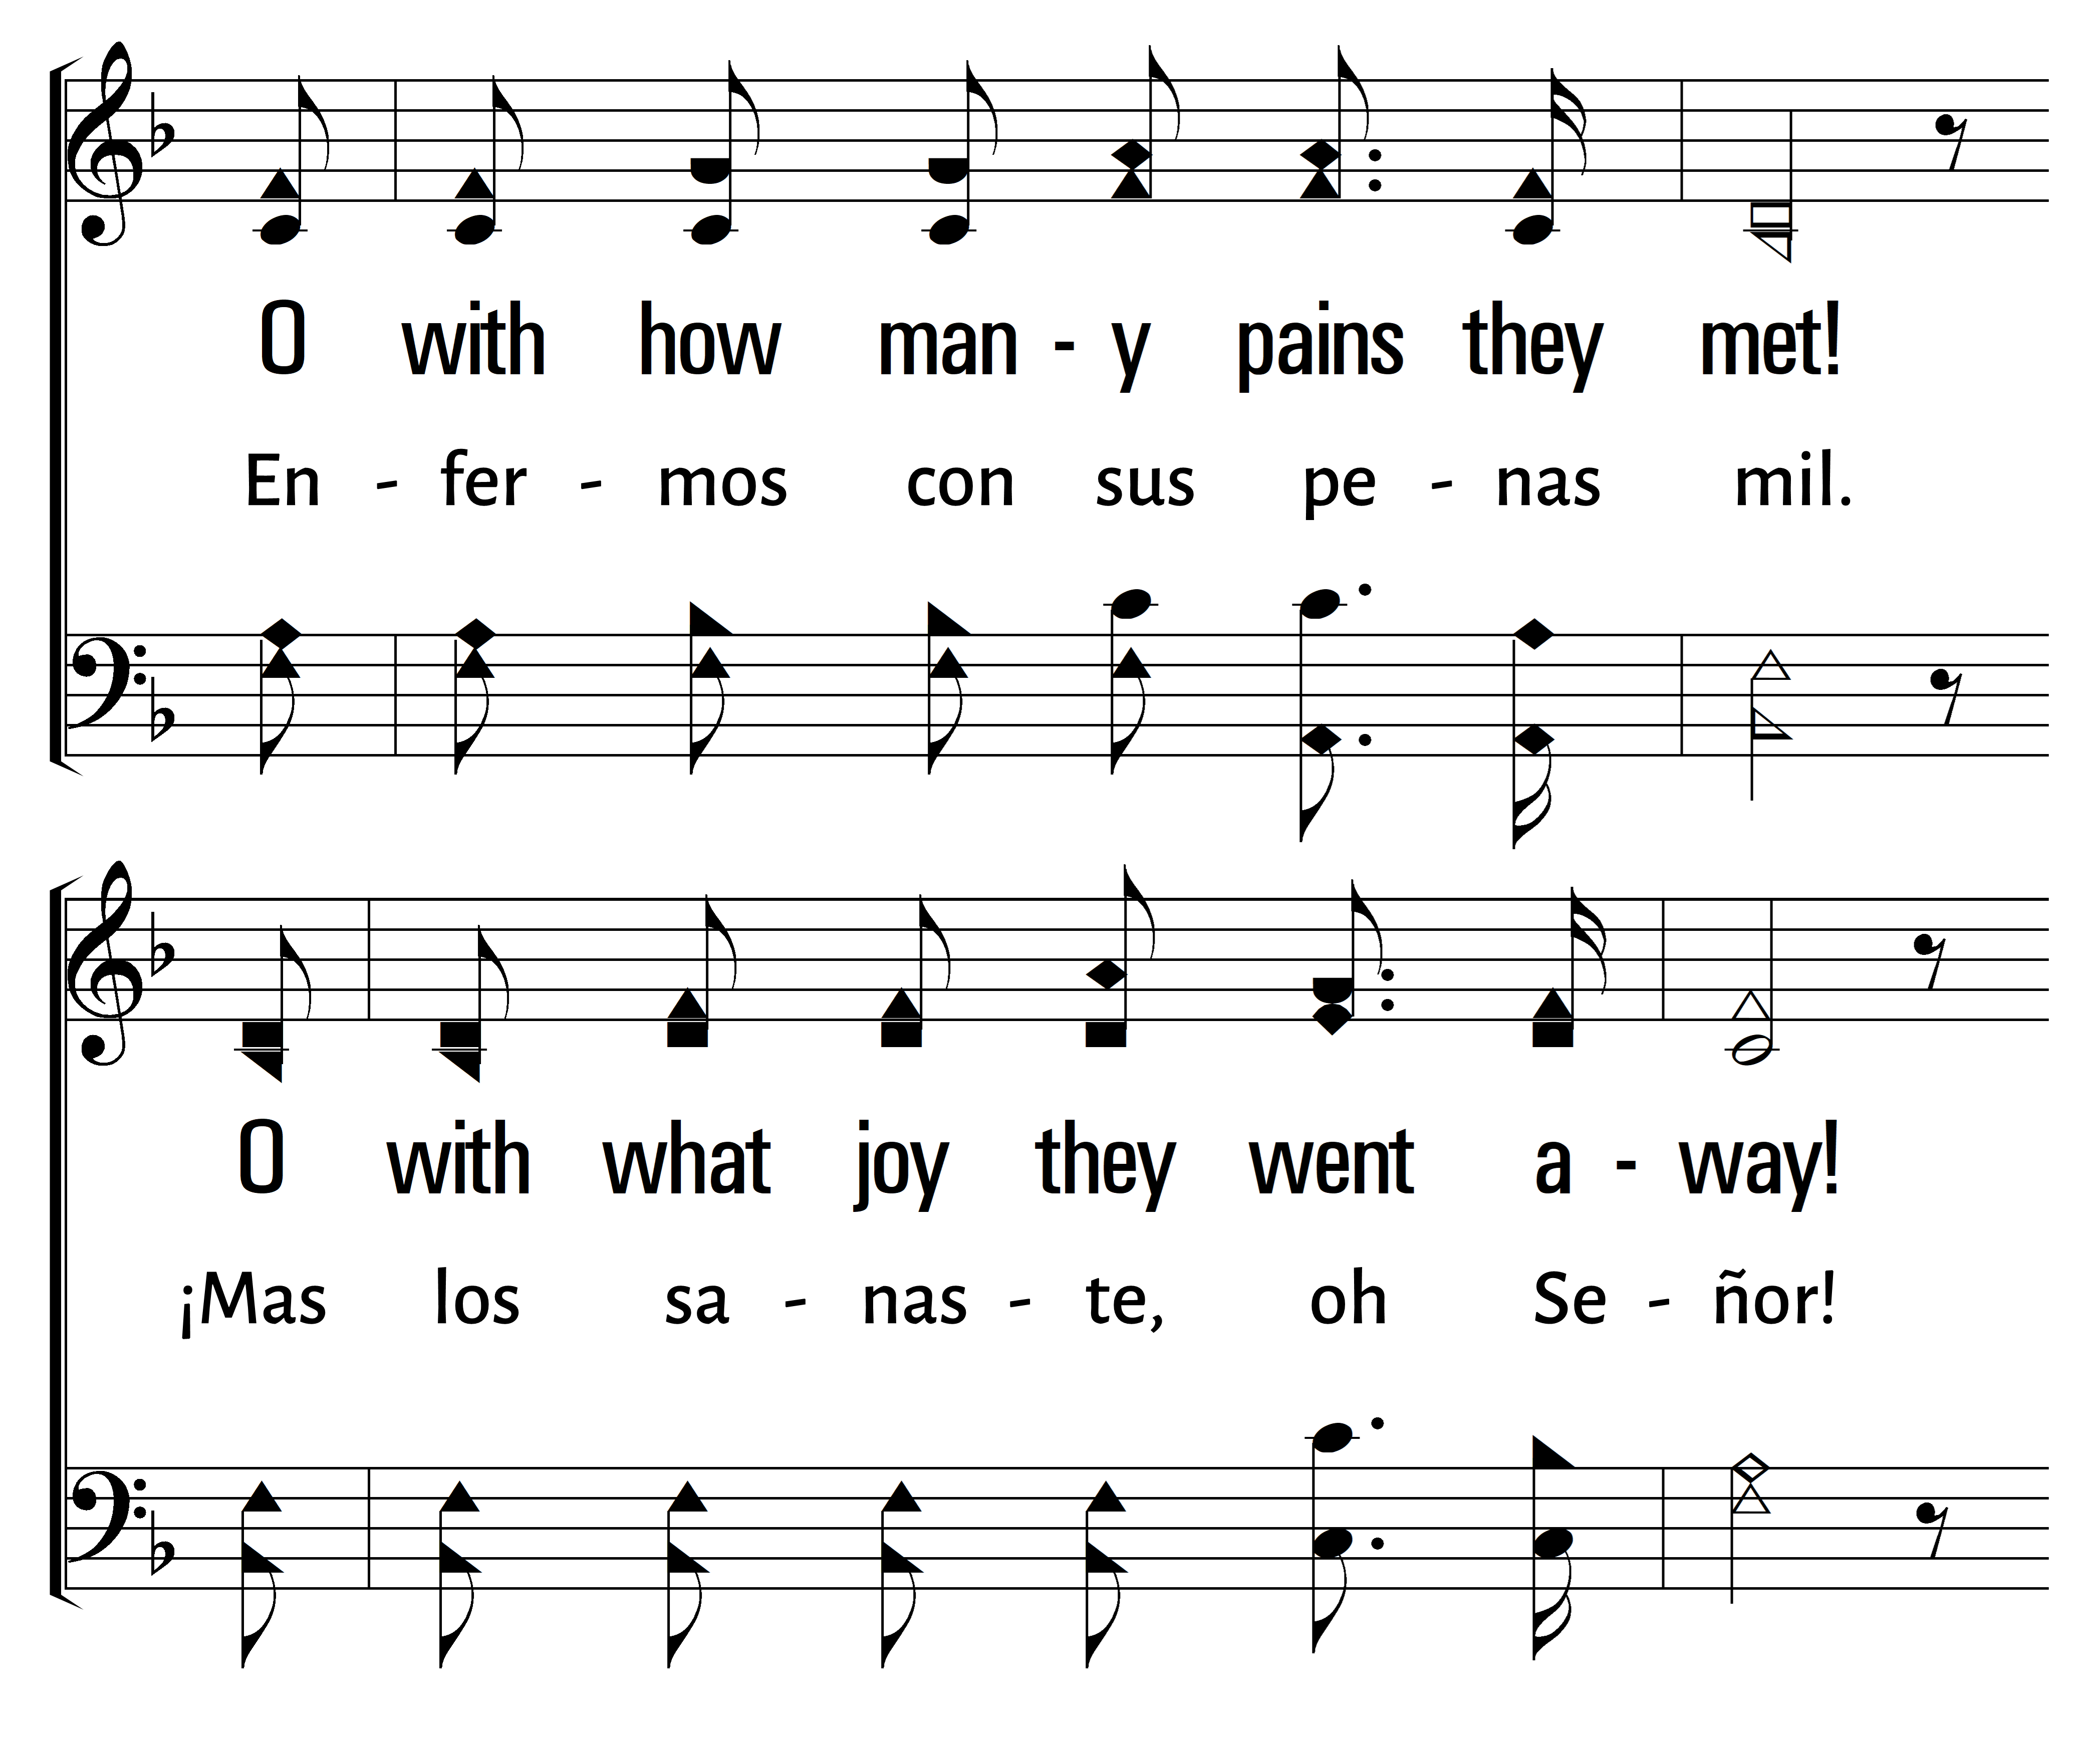 O with how man - y pains they met!
En - fer - mos con sus pe - nas mil.
O with what joy they went a - way!
¡Mas los sa - nas - te, oh Se - ñor!